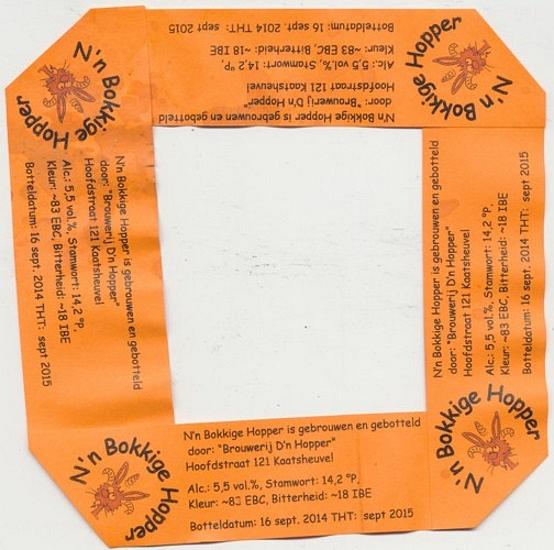 N'n Bokkige Hopper
N'n Bokkige Hopper is gebrouwen en gebotteld
door: "Brouwerij D'n Hopper"
Hoofdstraat 121 Kaatsheuvel
Alc.: 5,5 vol.%, Stamwort: 14,2 °P,
Kleur: ~83 EBC, Bitterheid: ~18 IBE
Botteldatum: 16 sept. 2014 THT: sept 2015
N'n Bokkige Hopper
N'n Bokkige Hopper is gebrouwen en gebotteld
door: "Brouwerij D'n Hopper"
Hoofdstraat 121 Kaatsheuvel
Alc.: 5,5 vol.%, Stamwort: 14,2 °P,
Kleur: ~83 EBC, Bitterheid: ~18 IBE
Botteldatum: 16 sept. 2014 THT: sept 2015
N'n Bokkige Hopper
N'n Bokkige Hopper is gebrouwen en gebotteld
door: "Brouwerij D'n Hopper"
Hoofdstraat 121 Kaatsheuvel
Alc.: 5,5 vol.%, Stamwort: 14,2 °P,
Kleur: ~83 EBC, Bitterheid: ~18 IBE
Botteldatum: 16 sept. 2014 THT: sept 2015
N'n Bokkige Hopper
N'n Bokkige Hopper is gebrouwen en gebotteld
door: "Brouwerij D'n Hopper"
Hoofdstraat 121 Kaatsheuvel
Alc.: 5,5 vol.%, Stamwort: 14,2 °P,
Kleur: ~83 EBC, Bitterheid: ~18 IBE
Botteldatum: 16 sept. 2014 THT: sept 2015